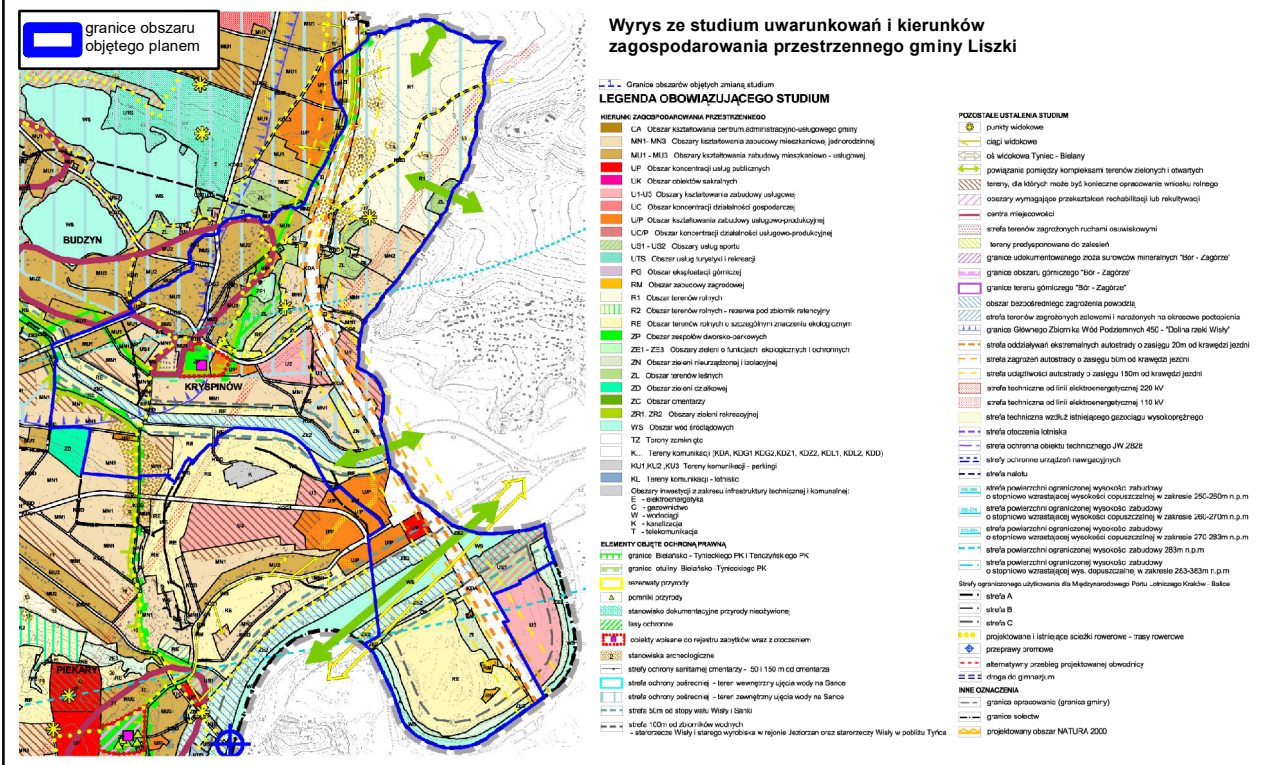 granice obszaru
objętego planem
Wyrys ze studium uwarunkowań i kierunków
zagospodarowania przestrzennego gminy Liszki
Granice obszarów objętych zmianą studium
LEGENDA OBOWIĄZUJĄCEGO STUDIUM
KIERUNKI ZAGOSPODAROWANIA PRZESTRZENNEGO
CA Obszar kształtowania centrum administracyjno-usługowego gminy
MN1- MN3 Obszary kształtowania zabudowy mieszkaniowej jednorodzinnej
MU1 - MU3 Obszary kształtowania zabudowy mieszkaniowo - usługowej
UP Obszar koncentracji usług publicznych
UK Obszar obiektów sakralnych
U1-U3 Obszary kształtowania zabudowy usługowej
UC Obszar koncentracji działalności gospodarczej
U/P Obszar kształtowania zabudowy usługowo-produkcyjnej
UC/P Obszar koncentracji działalności usługowo-produkcyjnej
US1 - US2 Obszary usług sportu
UTS Obszar usług turystyki i rekreacji
PG Obszar eksploatacji górniczej
RM Obszar zabudowy zagrodowej
R1 Obszar terenów rolnych
R2 Obszar terenów rolnych - rezerwa pod zbiornik retencyjny
RE Obszar terenów rolnych o szczególnym znaczeniu ekologicznym
ZP Obszar zespołów dworsko-parkowych
ZE1 - ZE3 Obszary zieleni o funkcjach ekologicznych i ochronnych
ZN Obszar zieleni nieurządzonej i izolacyjnej
ZL Obszar terenów leśnych
ZD Obszar zieleni działkowej
ZC Obszar cmentarzy
ZR1, ZR2 Obszary zieleni rekreacyjnej
WS Obszar wód śródlądowych
TZ Tereny zamknięte
K... Tereny komunikacji (KDA, KDG1 KDG2,KDZ1, KDZ2, KDL1, KDL2, KDD)
KU1,KU2 ,KU3 Tereny komunikacji - parkingi
KL Tereny komunikacji - lotnisko
Obszary inwestycji z zakresu infrastruktury technicznej i komunalnej:
E - elektroenergetyka
G - gazownictwo
W - wodociągi
K - kanalizacja
T - telekomunikacja
ELEMENTY OBJĘTE OCHRONĄ PRAWNĄ
granice Bielańsko - Tynieckiego PK i Tenczyńskiego PK
granice otuliny Bielańsko -Tynieckiego PK
rezerwaty przyrody
pomniki przyrody
stanowisko dokumentacyjne przyrody nieożywionej
lasy ochronne
obiekty wpisane do rejestru zabytków wraz z otoczeniem
stanowiska archeologiczne
strefy ochrony sanitarnej cmentarzy - 50 i 150 m od cmentarza
strefa ochrony pośredniej - teren wewnętrzny ujęcia wody na Sance
strefa ochrony pośredniej - teren zewnętrzny ujęcia wody na Sance
strefa 50m od stopy wału Wisły i Sanki
strefa 100m od zbiorników wodnych
- starorzecze Wisły i starego wyrobiska w rejonie Jeziorzan oraz starorzeczy Wisły w pobliżu Tyńca
POZOSTAŁE USTALENIA STUDIUM
punkty widokowe
ciągi widokowe
oś widokowa Tyniec - Bielany
powiązania pomiędzy kompleksami terenów zielonych i otwartych
tereny, dla których może być konieczne opracowanie wniosku rolnego
obszary wymagające przekształceń rehabilitacji lub rekultywacji
centra miejscowości
strefa terenów zagrożonych ruchami osuwiskowymi
tereny predysponowane do zalesień
granice udokumentowanego złoża surowców mineralnych "Bór - Zagórze"
granice obszaru górniczego "Bór - Zagórze"
granice terenu górniczego "Bór - Zagórze"
obszar bezpośredniego zagrożenia powodzią
strefa terenów zagrożonych zalewami i narażonych na okresowe podtopienia
granice Głównego Zbiornika Wód Podziemnych 450 - "Dolina rzeki Wisły"
strefa oddziaływań ekstremalnych autostrady o zasięgu 20m od krawędzi jezdni
strefa zagrożeń autostrady o zasięgu 50m od krawędzi jezdni
strefa uciążliwości autostrady o zasięgu 150m od krawędzi jezdni
strefa techniczna od linii elektroenergetycznej 220 kV
strefa techniczna od linii elektroenergetycznej 110 kV
strefa techniczna wzdłuż istniejącego gazociągu wysokoprężnego
strefa otoczenia lotniska
strefa ochronna obiektu technicznego JW 2828
strefy ochronne urządzeń nawigacyjnych
strefa nalotu
strefa powierzchni ograniczonej wysokości zabudowy
o stopniowo wzrastającej wysokości dopuszczalnej w zakresie 250-260m n.p.m
strefa powierzchni ograniczonej wysokości zabudowy
o stopniowo wzrastającej wysokości dopuszczalnej w zakresie 260-270m n.p.m
strefa powierzchni ograniczonej wysokości zabudowy
o stopniowo wzrastającej wysokości dopuszczalnej w zakresie 270-283m n.p.m
strefa powierzchni ograniczonej wysokości zabudowy 283m n.p.m
strefa powierzchni ograniczonej wysokości zabudowy
o stopniowo wzrastającej wys. dopuszczalnej w zakresie 283-383m n.p.m
Strefy ograniczonego użytkowania dla Międzynarodowego Portu Lotniczego Kraków - Balice
strefa A
strefa B
strefa C
projektowane i istniejące ścieżki rowerowe - trasy rowerowe
przeprawy promowe
alternatywny przebieg projektowanej obwodnicy
droga do gimnazjum
INNE OZNACZENIA
granica opracowania (granica gminy)
granice sołectw
projektowany obszar NATURA 2000
BUDZYN
KRYSPINÓW
PIEKARY